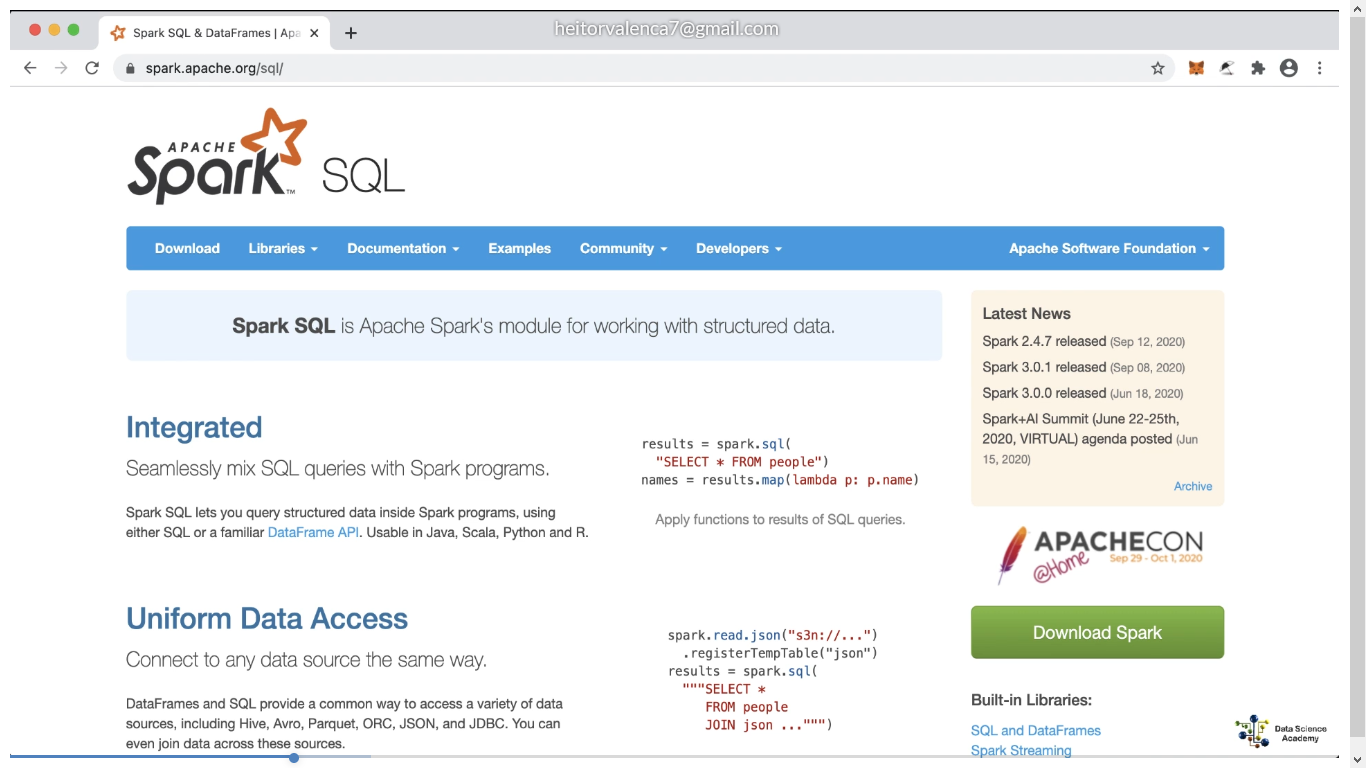 Spark SQL & DataFrames | Apa
heitorvalenca7@gmail.com
spark.apache.org/sql/
APACHE
Spark™ SQL
Download Libraries Documentation Examples Community Developers Apache Software Foundation
Spark SQL is Apache Spark's module for working with structured data.
Integrated
Seamlessly mix SQL queries with Spark programs.
Spark SQL lets you query structured data inside Spark programs, using
either SQL or a familiar DataFrame API. Usable in Java, Scala, Python and R.
results = spark.sql(
"SELECT * FROM people")
names = results.map(lambda p: p.name)
Apply functions to results of SQL queries.
Uniform Data Access
Connect to any data source the same way.
DataFrames and SQL provide a common way to access a variety of data
sources, including Hive, Avro, Parquet, ORC, JSON, and JDBC. You can
even join data across these sources.
spark.read.json("s3n://...")
.registerTempTable("json")
results = spark.sql(
"""SELECT *
FROM people
JOIN json ...""")
Latest News
Spark 2.4.7 released (Sep 12, 2020)
Spark 3.0.1 released (Sep 08, 2020)
Spark 3.0.0 released (Jun 18, 2020)
Spark+AI Summit (June 22-25th,
2020, VIRTUAL) agenda posted (Jun
15, 2020)
Archive
APACHECON
@Home Sep 29 - Oct 1, 2020
Download Spark
Built-in Libraries:
SQL and DataFrames
Spark Streaming
Data Science
Academy